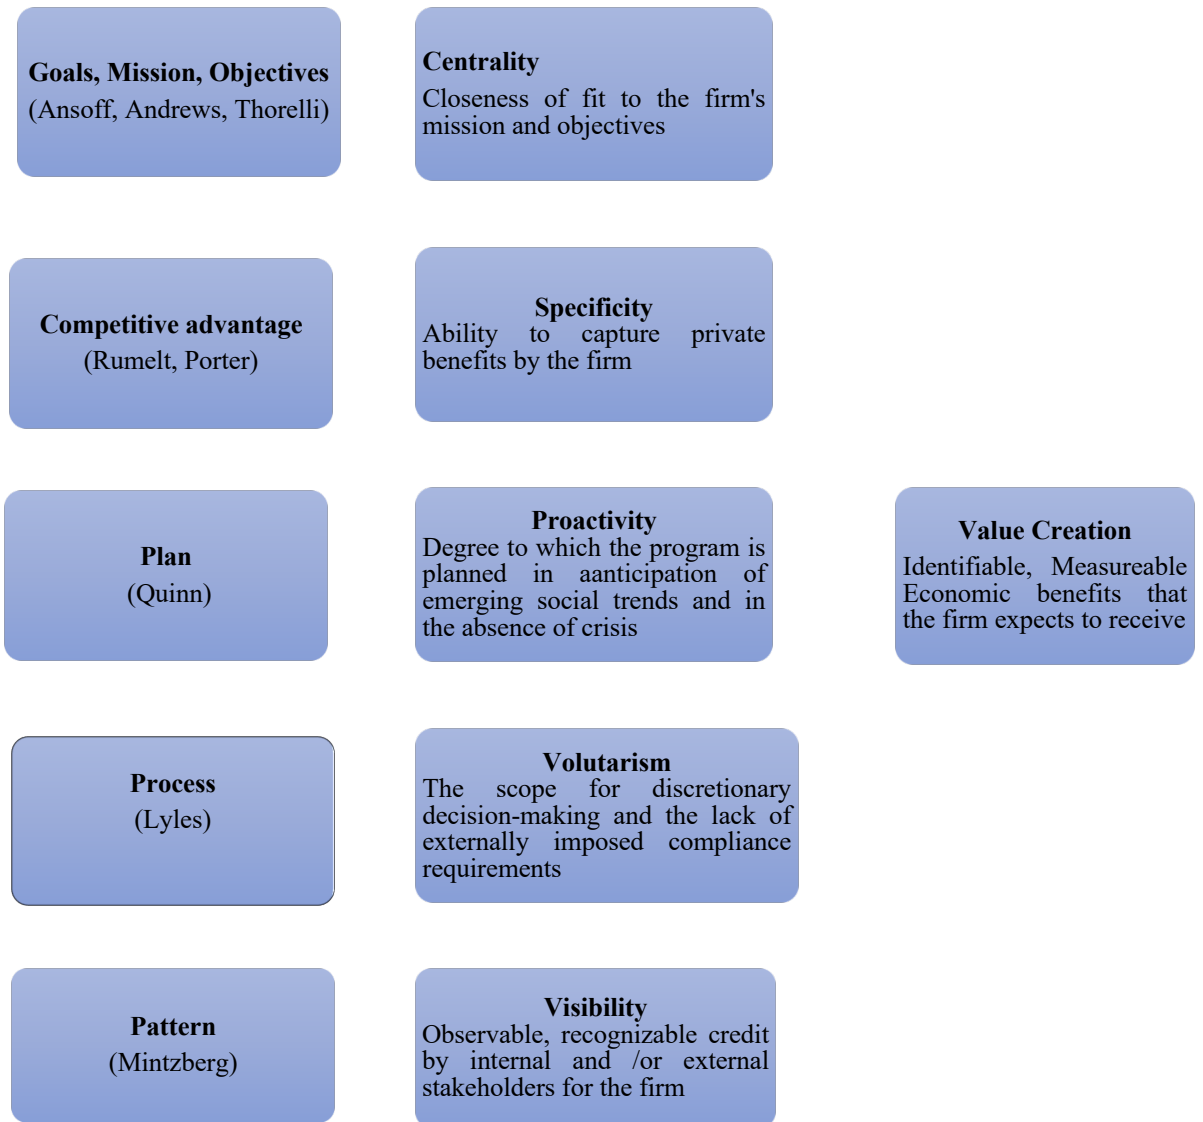 Goals, Mission, Objectives
(Ansoff, Andrews, Thorelli)
Centrality
Closeness of fit to the firm's
mission and objectives
Competitive advantage
(Rumelt, Porter)
Specificity
Ability to capture private
benefits by the firm
Plan
(Quinn)
Proactivity
Degree to which the program is
planned in aanticipation of
emerging social trends and in
the absence of crisis
Value Creation
Identifiable, Measureable
Economic benefits that
the firm expects to receive
Process
(Lyles)
Volutarism
The scope for discretionary
decision-making and the lack of
externally imposed compliance
requirements
Pattern
(Mintzberg)
Visibility
Observable, recognizable credit
by internal and /or external
stakeholders for the firm